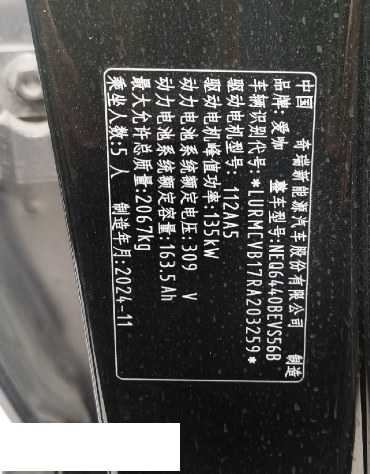 中国 奇瑞新能源汽车股份有限公司 制造
品牌:爱咖 整车型号:NEQ6440BEVS56B
车辆识别代号:*LURMCVB17RA203259*
驱动电机型号: 1I2AA5
驱动电机峰值功率:135kW
动力电池系统额定电压:309 V
动力电池系统额定容量:163.5Ah
最大允许总质量:2067kg
乘坐人数:5 人 制造年月:2024-11